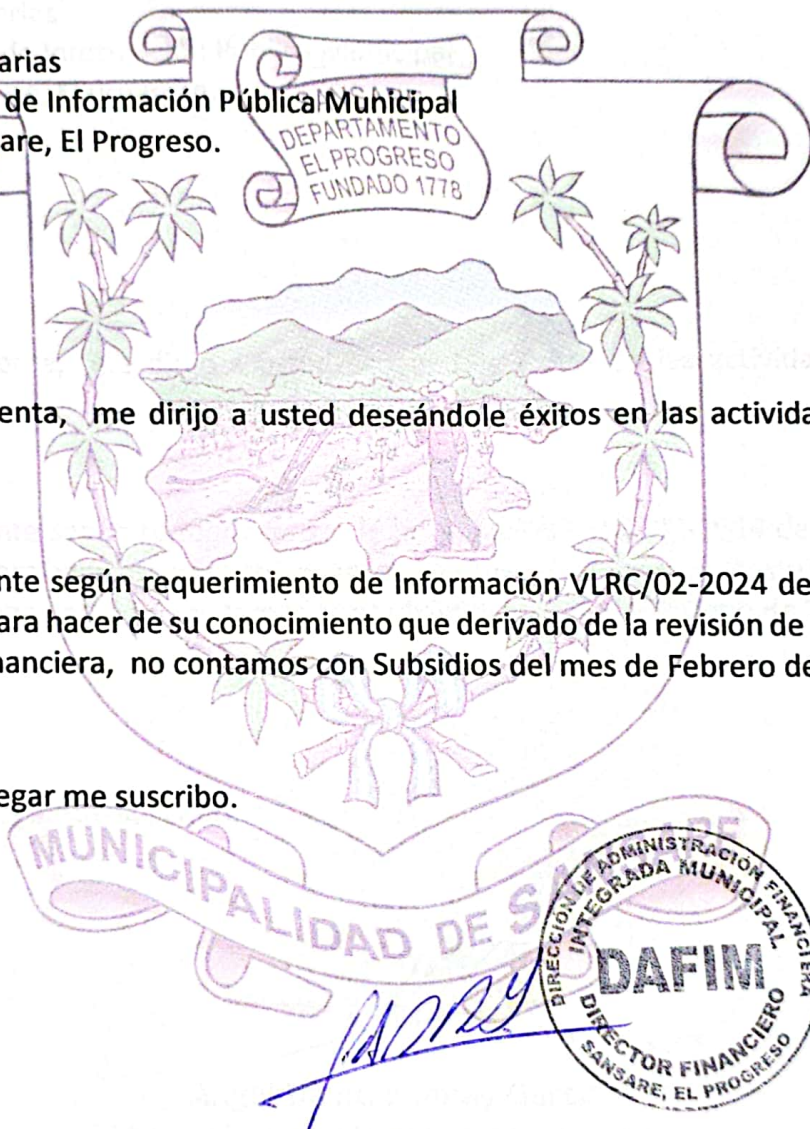 arias
de Información Pública Municipal
are, El Progreso.
SANSARE
DEPARTAMENTO
EL PROGRESO
FUNDADO 1778
enta, me dirijo a usted deseándole éxitos en las activida
nte según requerimiento de Información VLRC/02-2024 de
para hacer de su conocimiento que derivado de la revisión de
nanciera, no contamos con Subsidios del mes de Febrero de
egar me suscribo.
MUNICIPALIDAD DE SANSARE
DIRECCIÓN DE ADMINISTRACIÓN FINANCIERA
INTEGRADA MUNICIPAL
DAFIM
DIRECTOR FINANCIERO
SANSARE, EL PROGRESO